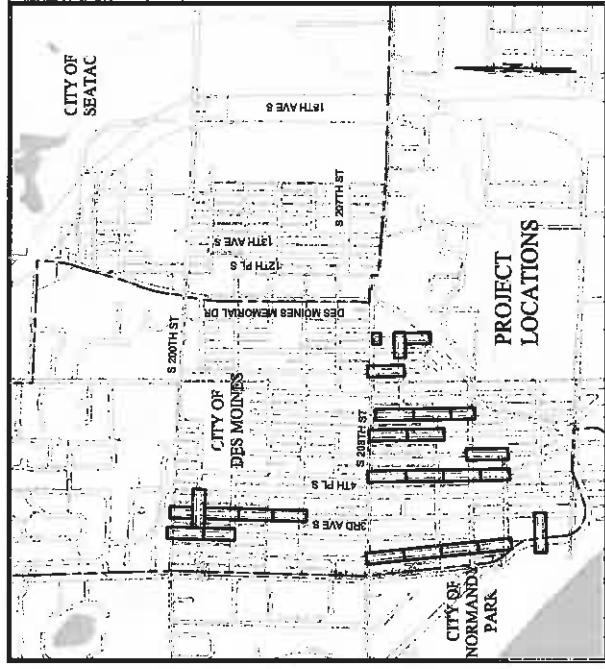 CITY OF
SEATAC
18TH AVE S
S 207TH ST
13TH AVE S
12TH PL S
DES MOINES MEMORIAL DR
S 200TH ST
CITY OF
DES MOINES
PROJECT
LOCATIONS
S 208TH ST
4TH PL S
3RD AVE S
CITY OF
NORMANDY
PARK